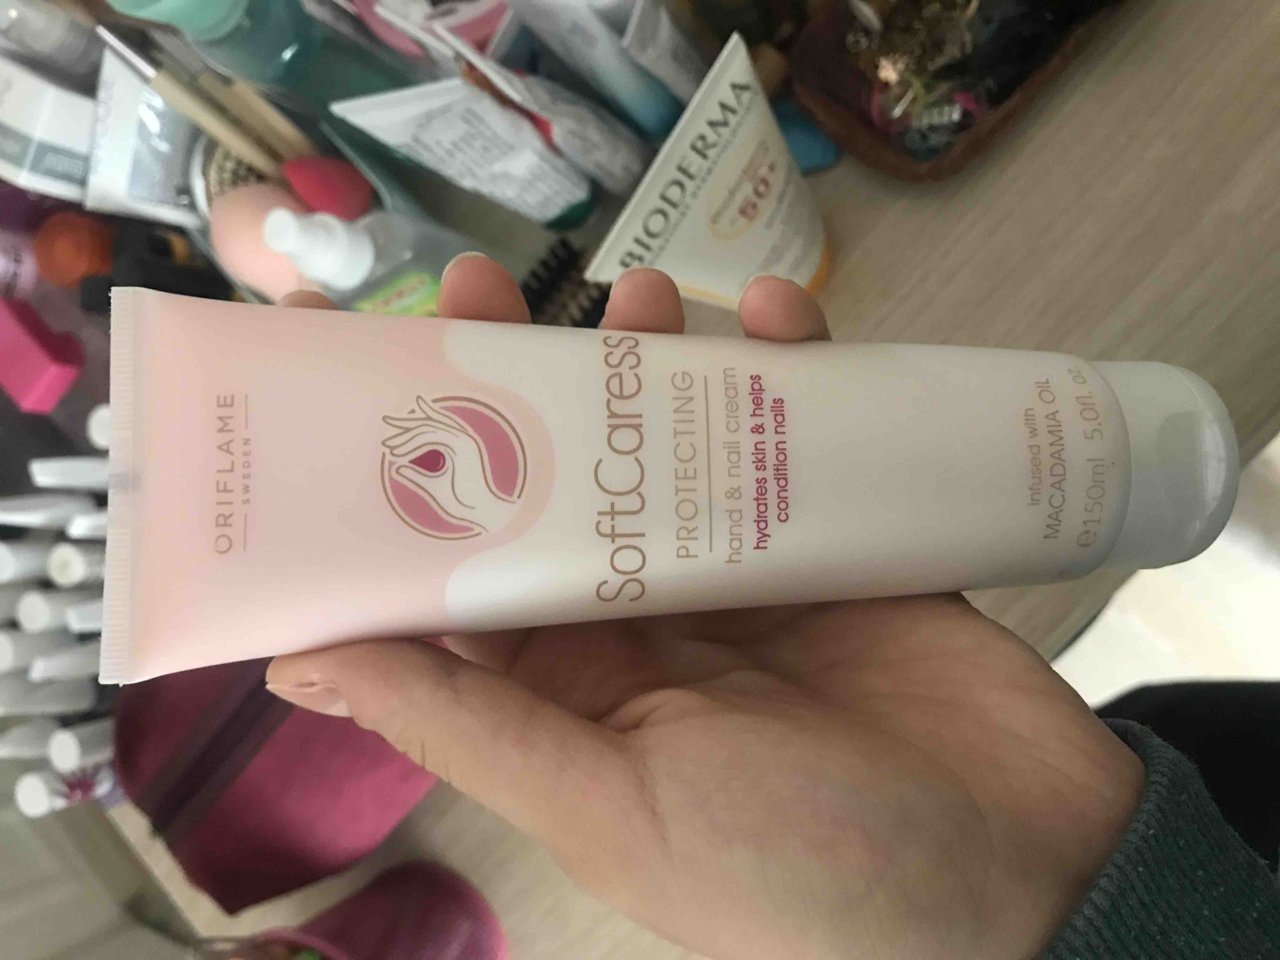 ORIFLAME
SWEDEN
SoftCaress
PROTECTING
hand & nail cream
hydrates skin & helps
condition nails
Infused with
MACADAMIA OIL
℮150ml 5.0fl. oz
BIODERMA
50+